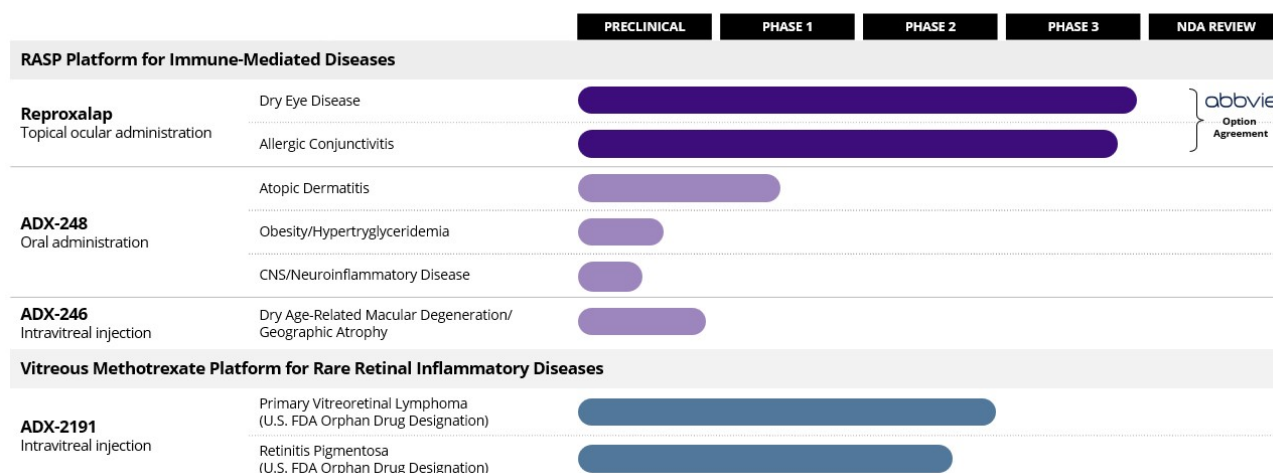 PRECLINICAL PHASE 1 PHASE 2 PHASE 3 NDA REVIEW
RASP Platform for Immune-Mediated Diseases
Reproxalap
Topical ocular administration
Dry Eye Disease
Allergic Conjunctivitis
abbvie
Option
Agreement
ADX-248
Oral administration
Atopic Dermatitis
Obesity/Hypertryglyceridemia
CNS/Neuroinflammatory Disease
ADX-246
Intravitreal injection
Dry Age-Related Macular Degeneration/
Geographic Atrophy
Vitreous Methotrexate Platform for Rare Retinal Inflammatory Diseases
ADX-2191
Intravitreal injection
Primary Vitreoretinal Lymphoma
(U.S. FDA Orphan Drug Designation)
Retinitis Pigmentosa
(U.S. FDA Orphan Drug Designation)